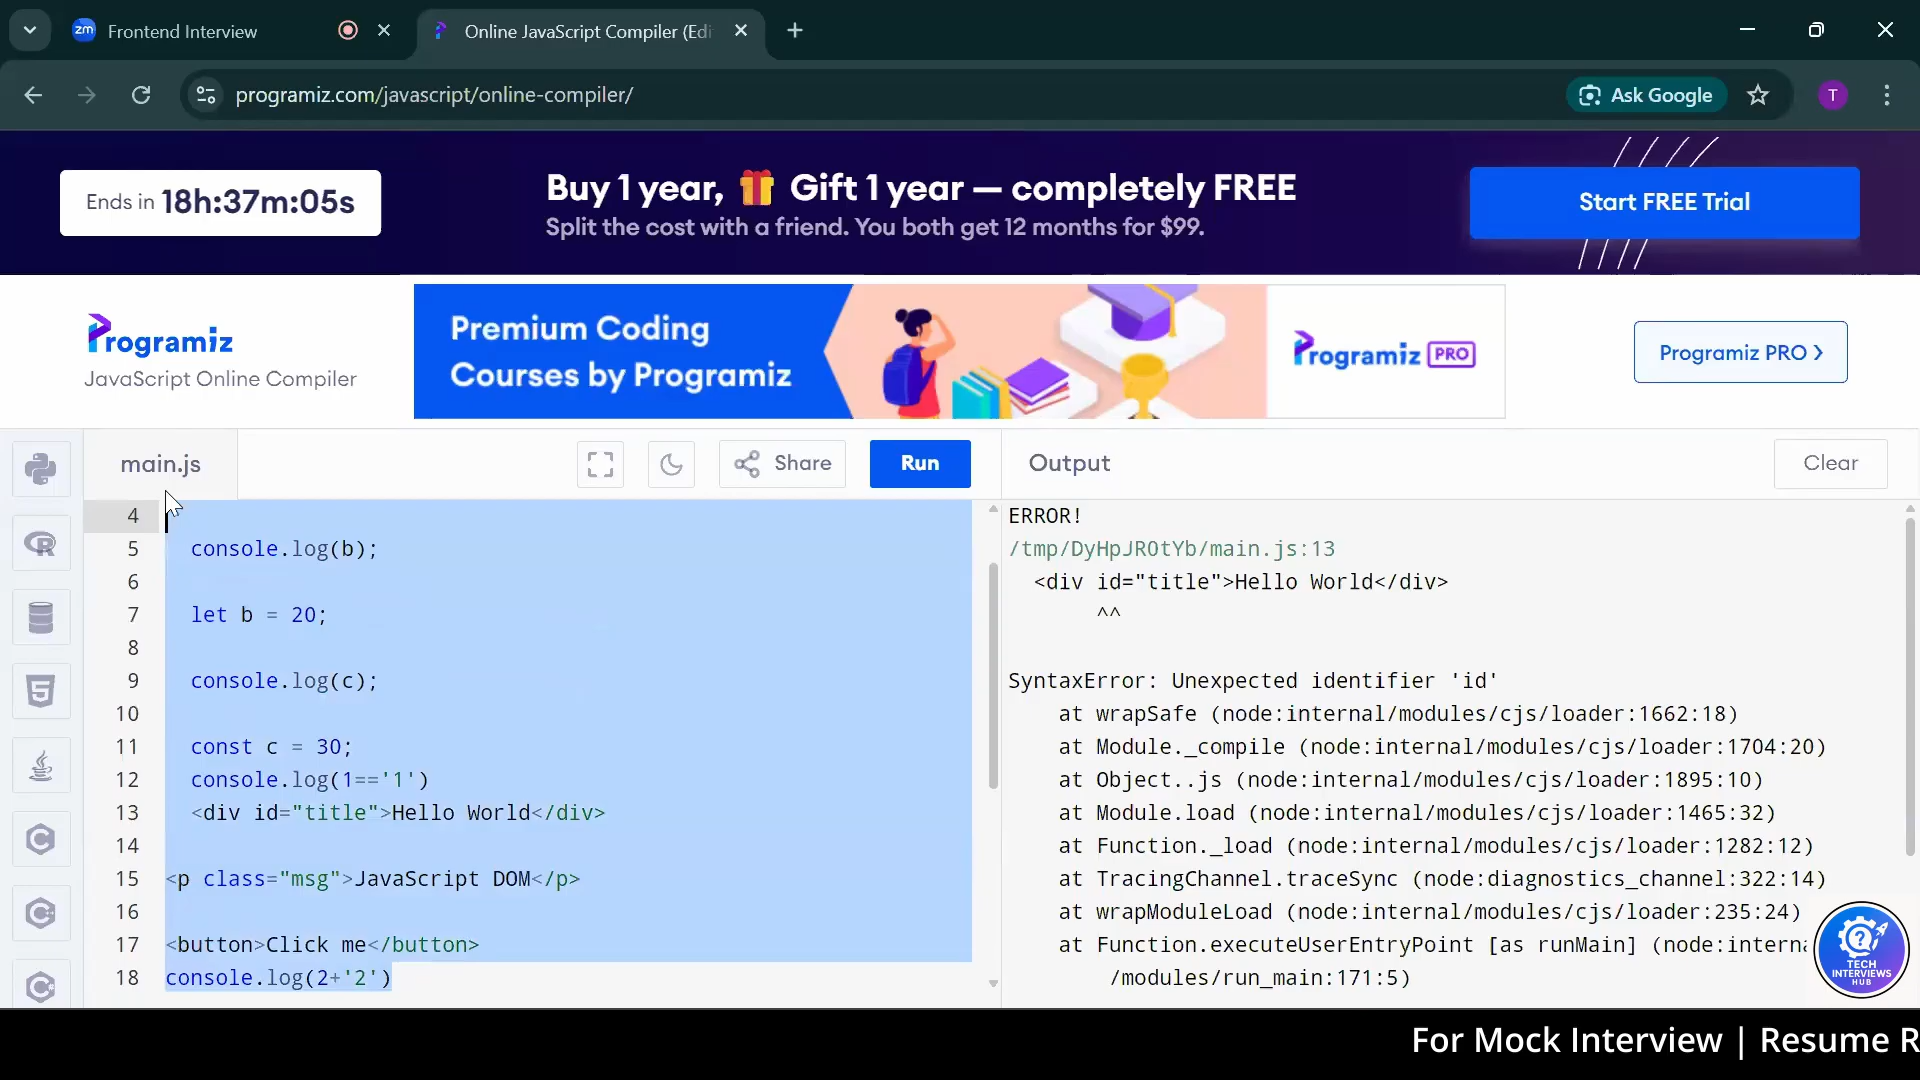 zm Frontend Interview
Online JavaScript Compiler (Edi
programiz.com/javascript/online-compiler/
Ask Google
T
Ends in 18h:37m:05s
Buy 1 year, Gift 1 year — completely FREE
Split the cost with a friend. You both get 12 months for $99.
Start FREE Trial
Programiz
JavaScript Online Compiler
Premium Coding
Courses by Programiz
Programiz PRO
Programiz PRO ❯
main.js
Share
Run
Output
Clear
4
5 console.log(b);
6
7 let b = 20;
8
9 console.log(c);
10
11 const c = 30;
12 console.log(1=='1')
13 <div id="title">Hello World</div>
14
15 <p class="msg">JavaScript DOM</p>
16
17 <button>Click me</button>
18 console.log(2+'2')
ERROR!
/tmp/DyHpJROtYb/main.js:13
<div id="title">Hello World</div>
^^
SyntaxError: Unexpected identifier 'id'
at wrapSafe (node:internal/modules/cjs/loader:1662:18)
at Module._compile (node:internal/modules/cjs/loader:1704:20)
at Object..js (node:internal/modules/cjs/loader:1895:10)
at Module.load (node:internal/modules/cjs/loader:1465:32)
at Function._load (node:internal/modules/cjs/loader:1282:12)
at TracingChannel.traceSync (node:diagnostics_channel:322:14)
at wrapModuleLoad (node:internal/modules/cjs/loader:235:24)
at Function.executeUserEntryPoint [as runMain] (node:interna
/modules/run_main:171:5)
TECH
INTERVIEWS
HUB
For Mock Interview | Resume R